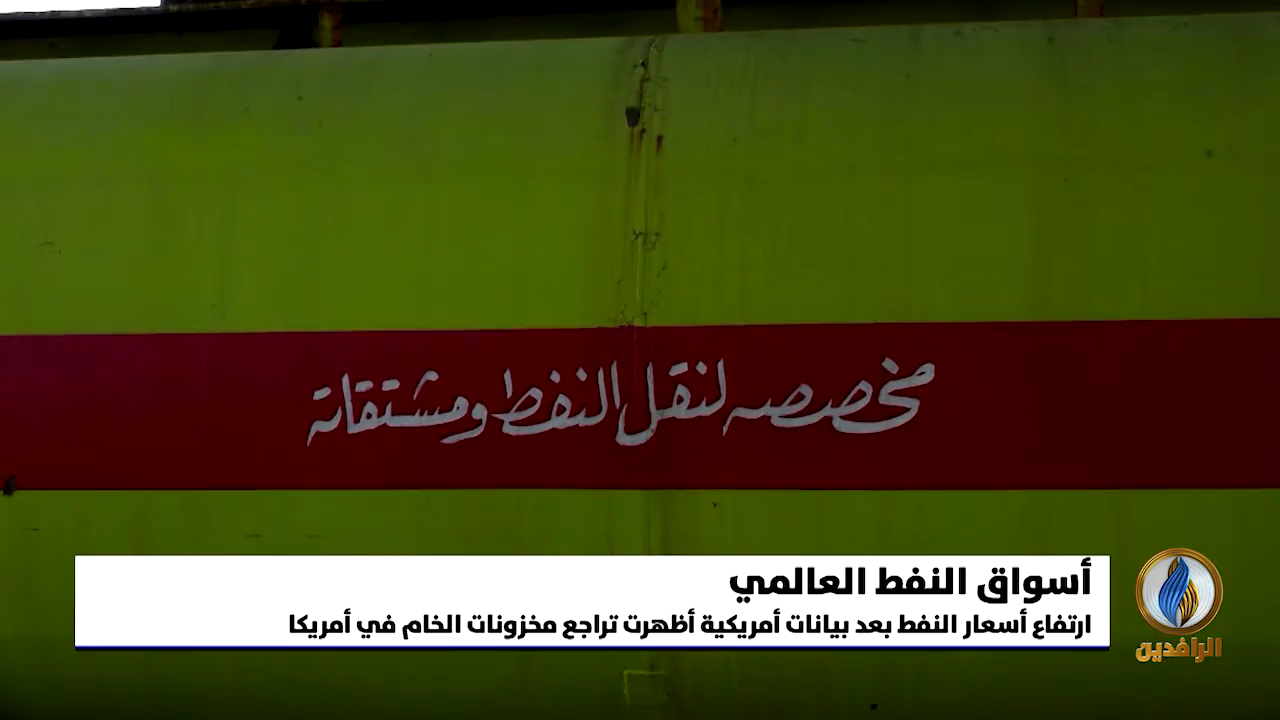 مخصصه لنقل النفط ومشتقاته
أسواق النفط العالمي
ارتفاع أسعار النفط بعد بيانات أمريكية أظهرت تراجع مخزونات الخام في أمريكا
الرافدين